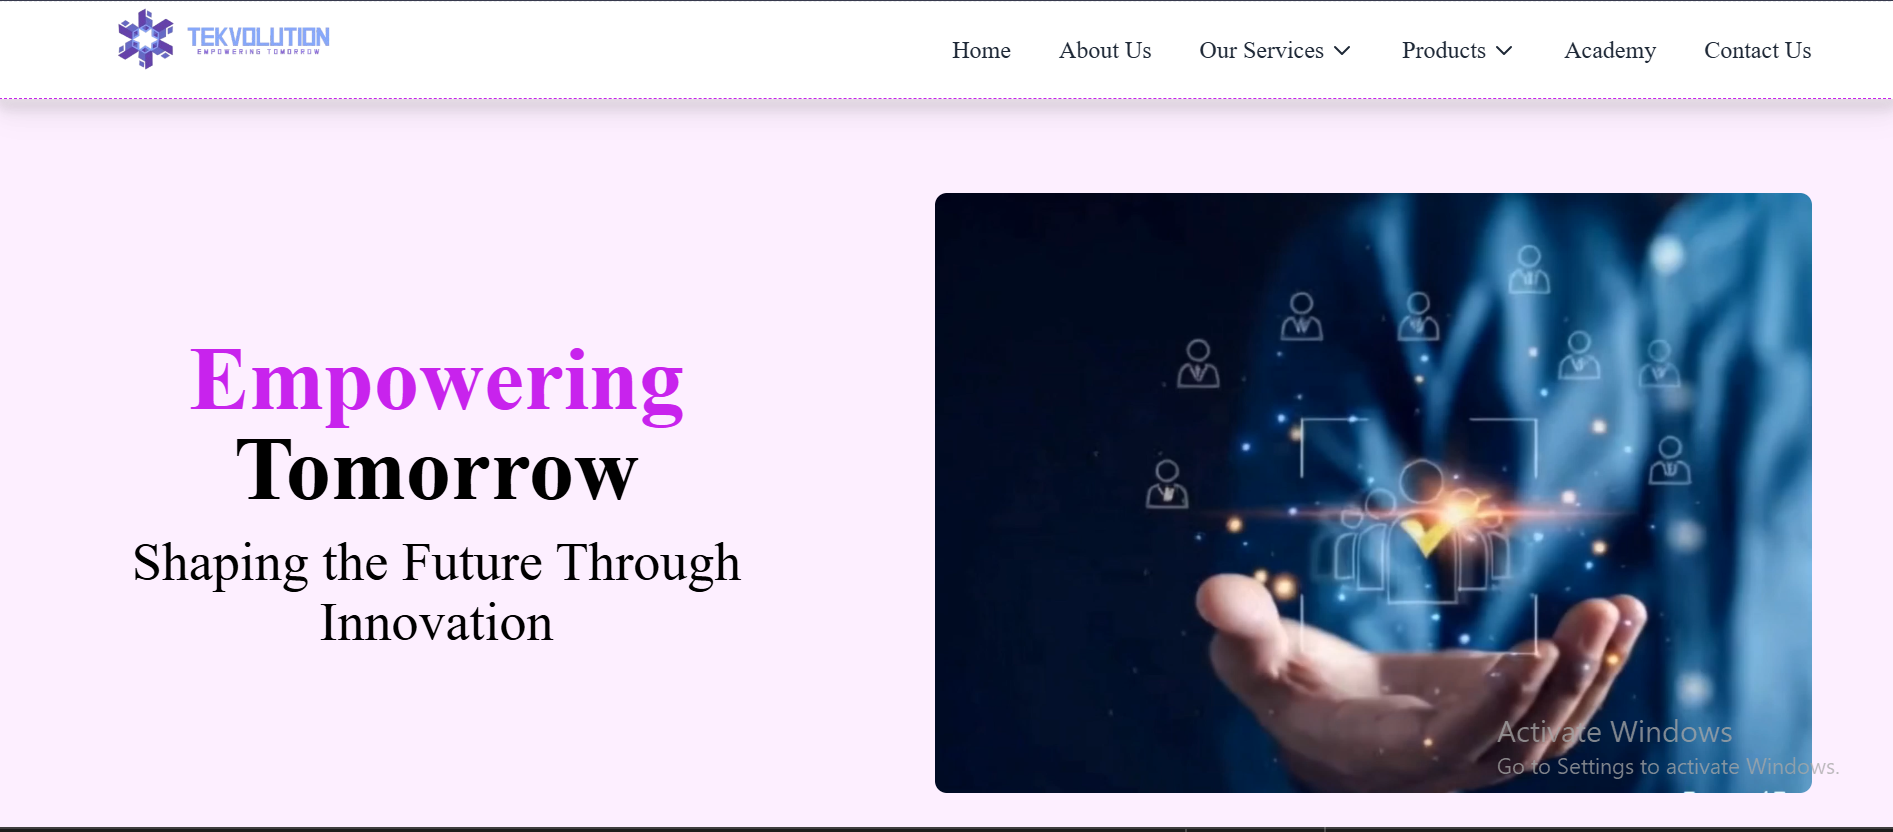 TEKVOLUTION
EMPOWERING TOMORROW
Home About Us Our Services Products Academy Contact Us
Empowering
Tomorrow
Shaping the Future Through
Innovation
Activate Windows
Go to Settings to activate Windows.